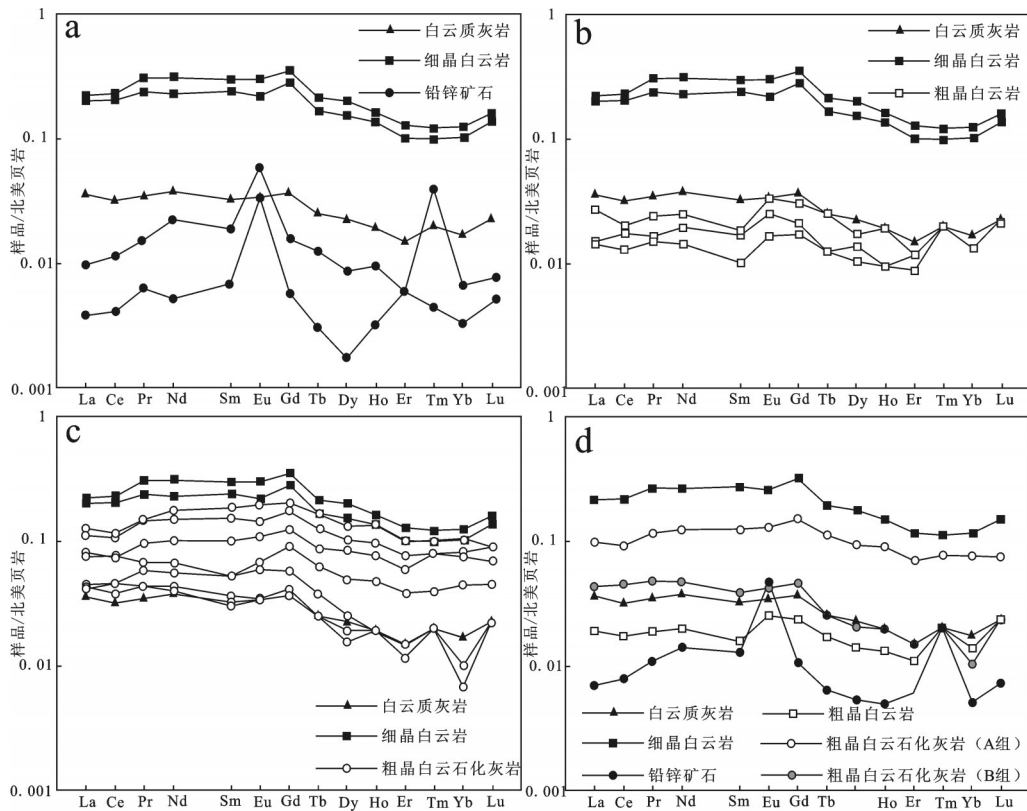 a
白云质灰岩
细晶白云岩
铅锌矿石
样品/北美页岩
1
0.1
0.01
0.001
La Ce Pr Nd Sm Eu Gd Tb Dy Ho Er Tm Yb Lu
b
白云质灰岩
细晶白云岩
粗晶白云岩
样品/北美页岩
1
0.1
0.01
0.001
La Ce Pr Nd Sm Eu Gd Tb Dy Ho Er Tm Yb Lu
c
样品/北美页岩
1
0.1
0.01
0.001
白云质灰岩
细晶白云岩
粗晶白云石化灰岩
La Ce Pr Nd Sm Eu Gd Tb Dy Ho Er Tm Yb Lu
d
样品/北美页岩
1
0.1
0.01
0.001
白云质灰岩 粗晶白云岩
细晶白云岩 粗晶白云石化灰岩（A组）
铅锌矿石 粗晶白云石化灰岩（B组）
La Ce Pr Nd Sm Eu Gd Tb Dy Ho Er Tm Yb Lu